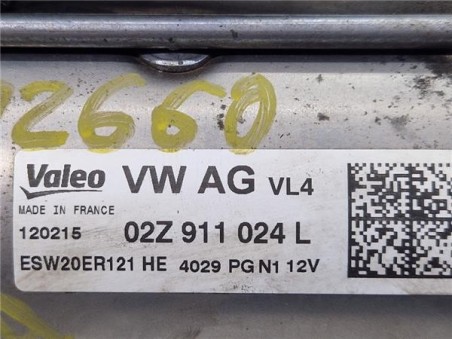 2660
Valeo VW AG VL4
MADE IN FRANCE
120215 02Z 911 024 L
ESW20ER121 HE 4029 PG N1 12V